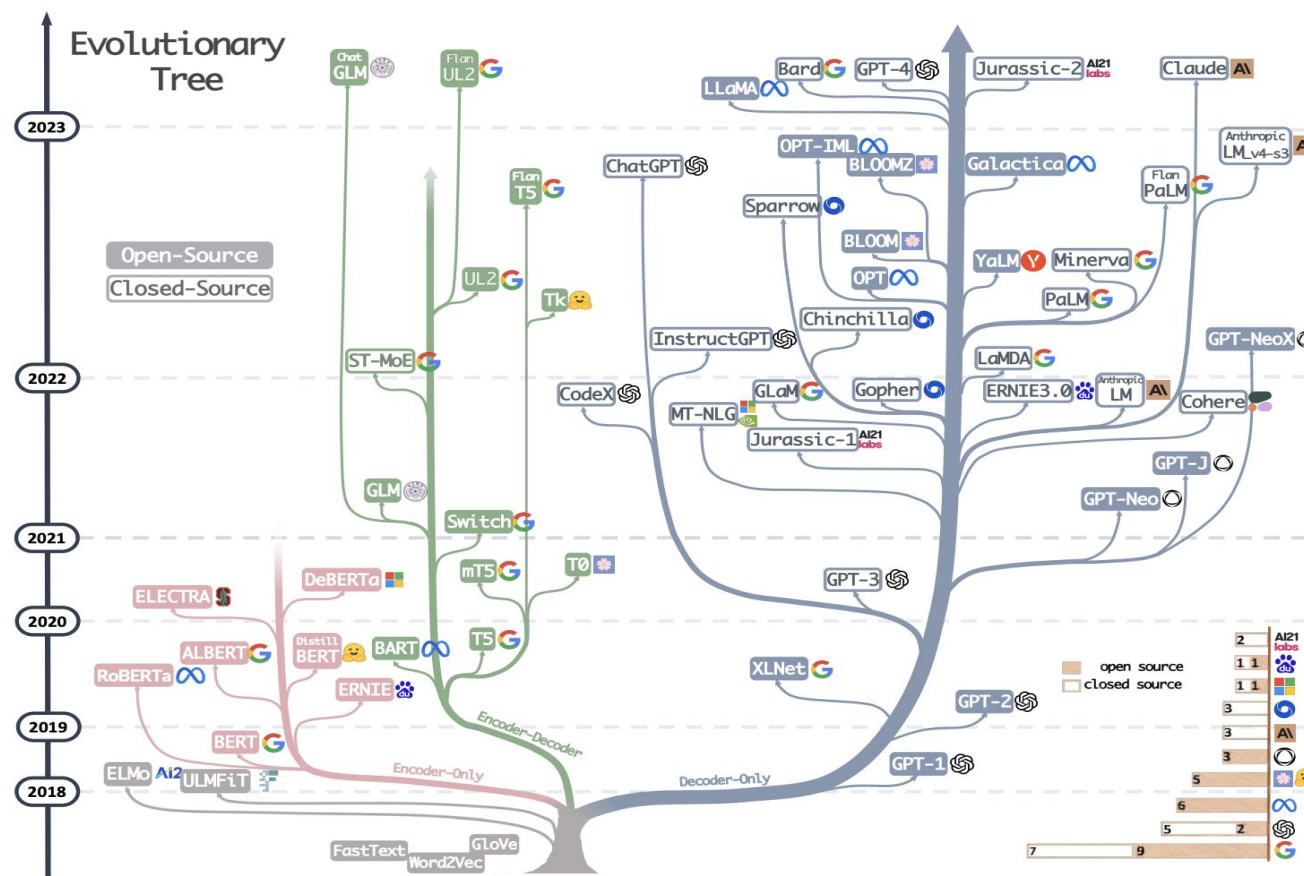 Evolutionary
Tree
2023
2022
2021
2020
2019
2018
Open-Source
Closed-Source
Chat
GLM
Flan
UL2
Flan
T5
UL2
Tk
ST-MoE
GLM
Switch
mT5
T0
BART
T5
Encoder-Decoder
DeBERTa
ELECTRA
ALBERT
Distill
BERT
RoBERTa
ERNIE
BERT
Encoder-Only
ELMo
Ai2
ULMFiT
FastText
Word2Vec
GloVe
Bard
GPT-4
Jurassic-2
AI21
labs
Claude
A\
LLaMA
ChatGPT
OPT-IML
BLOOMZ
Galactica
Anthropic
LM_v4-s3
Flan
PaLM
Sparrow
BLOOM
YaLM
Minerva
OPT
PaLM
Chinchilla
InstructGPT
GPT-NeoX
LaMDA
CodeX
GLaM
Gopher
ERNIE3.0
du
Anthropic
LM
A\
Cohere
MT-NLG
Jurassic-1
AI21
labs
GPT-J
GPT-Neo
GPT-3
XLNet
GPT-2
GPT-1
Decoder-Only
open source
closed source
2
AI21
labs
1 1
du
1 1
3
3
A\
3
5
6
5 2
7 9